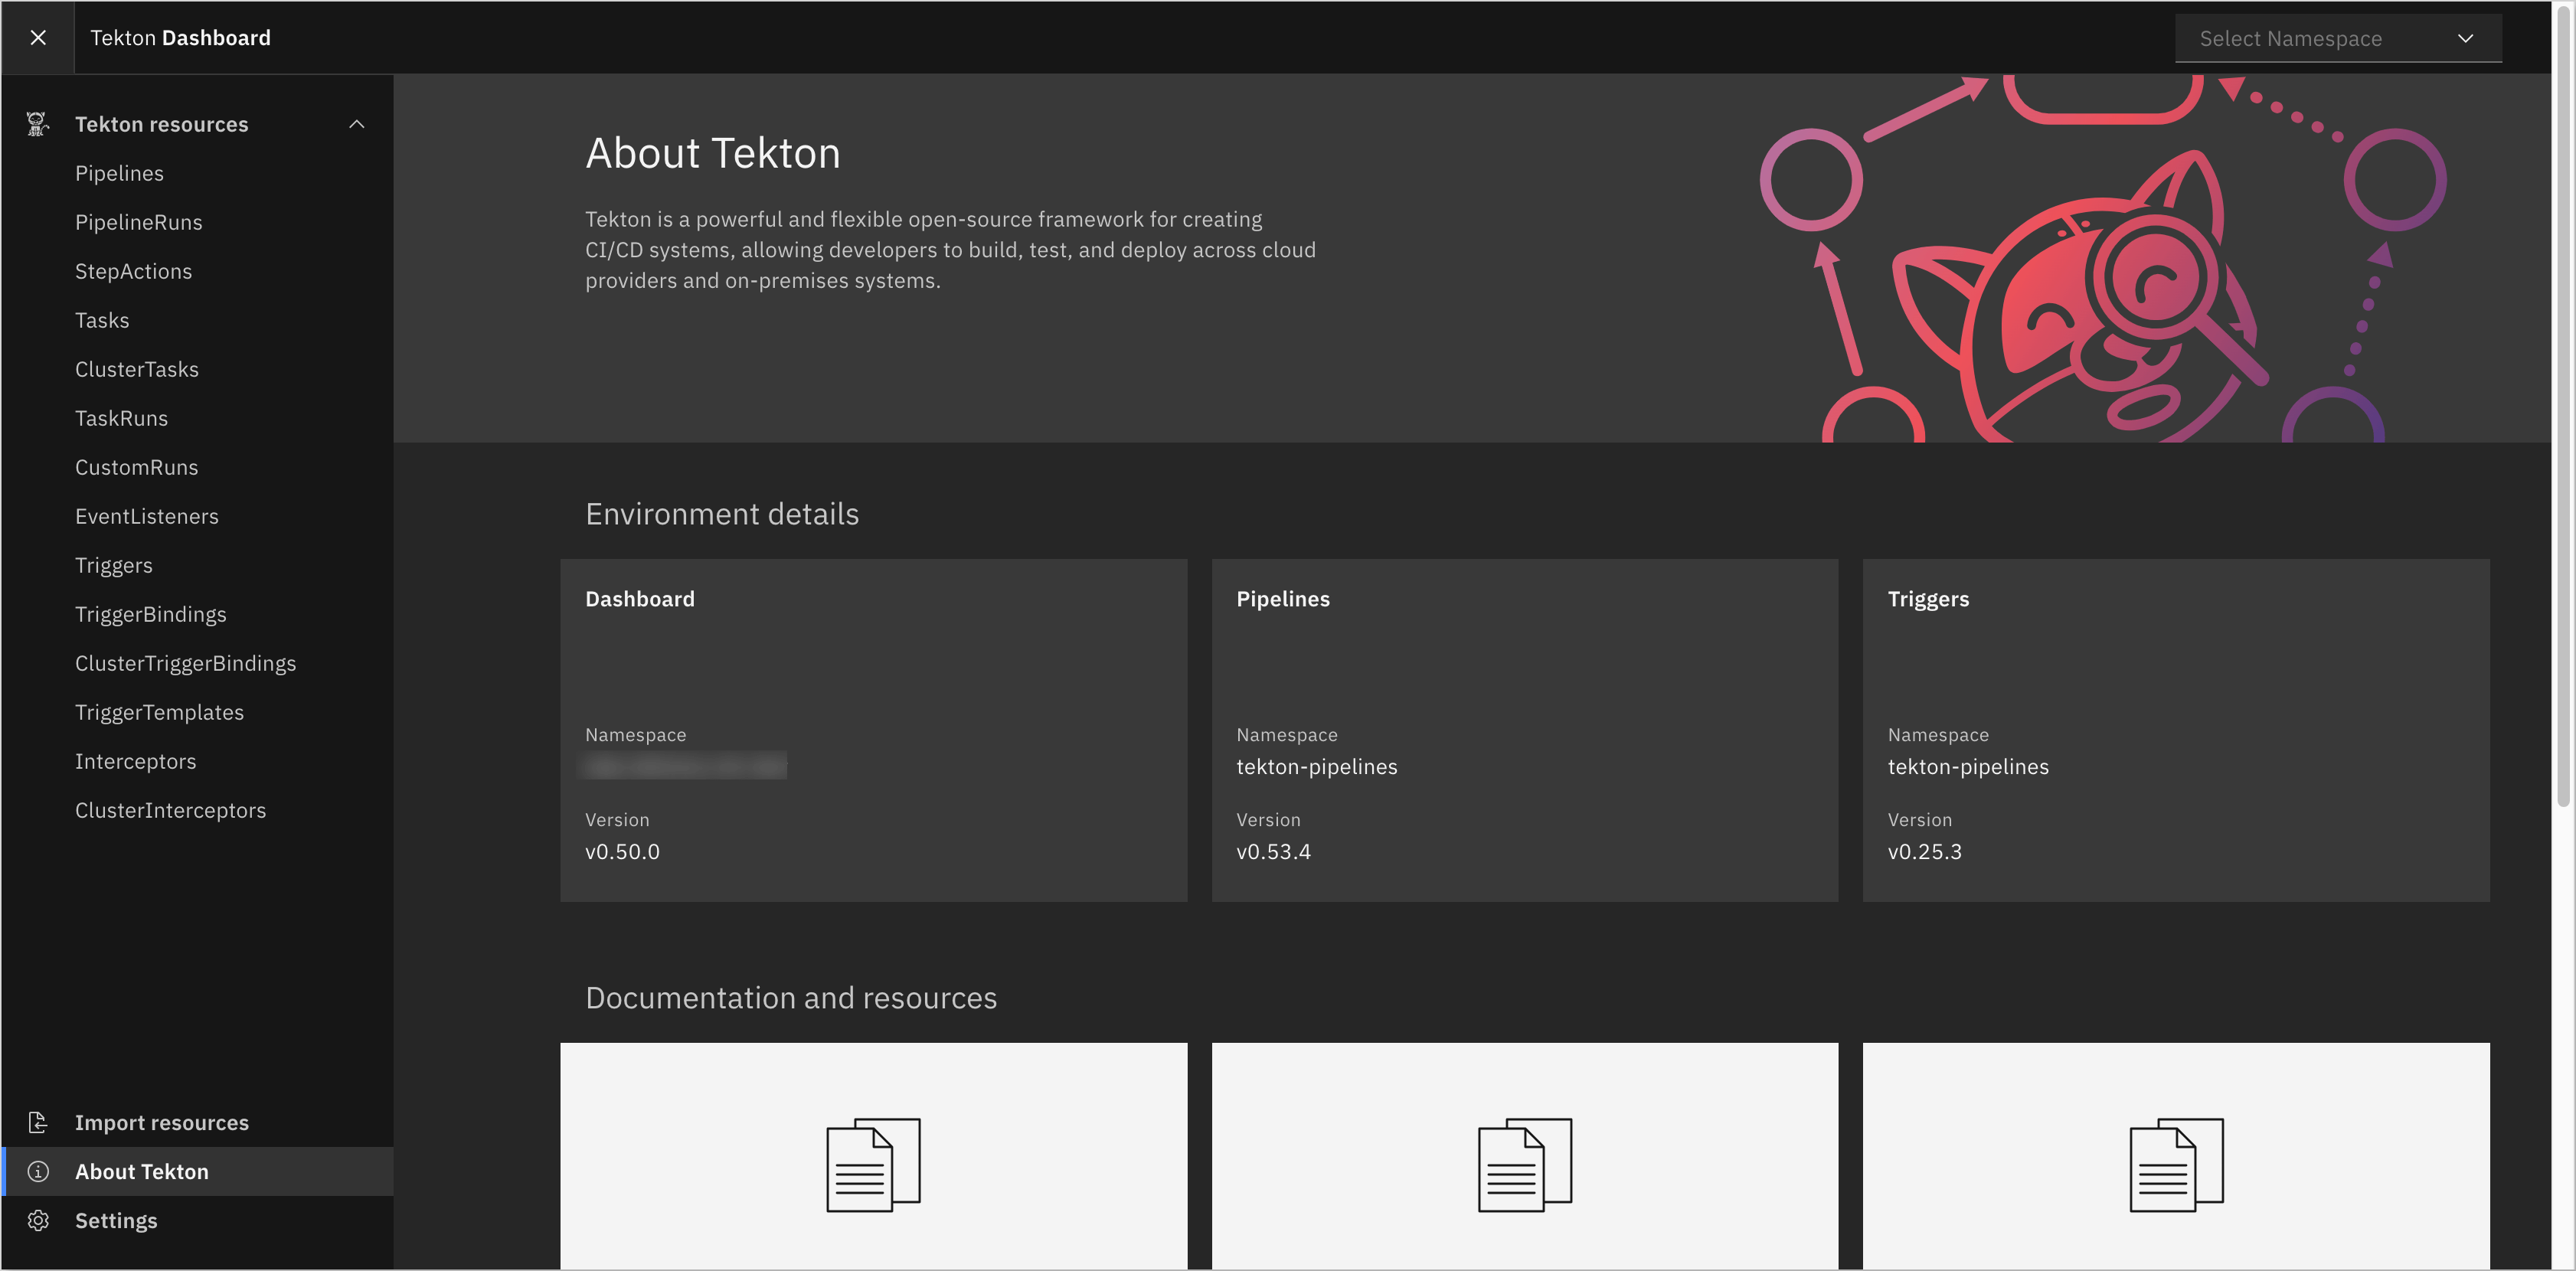 Tekton Dashboard
Select Namespace
Tekton resources
Pipelines
PipelineRuns
StepActions
Tasks
ClusterTasks
TaskRuns
CustomRuns
EventListeners
Triggers
TriggerBindings
ClusterTriggerBindings
TriggerTemplates
Interceptors
ClusterInterceptors
Import resources
About Tekton
Settings
About Tekton
Tekton is a powerful and flexible open-source framework for creating
CI/CD systems, allowing developers to build, test, and deploy across cloud
providers and on-premises systems.
Environment details
Dashboard
Namespace
Version
v0.50.0
Pipelines
Namespace
tekton-pipelines
Version
v0.53.4
Triggers
Namespace
tekton-pipelines
Version
v0.25.3
Documentation and resources